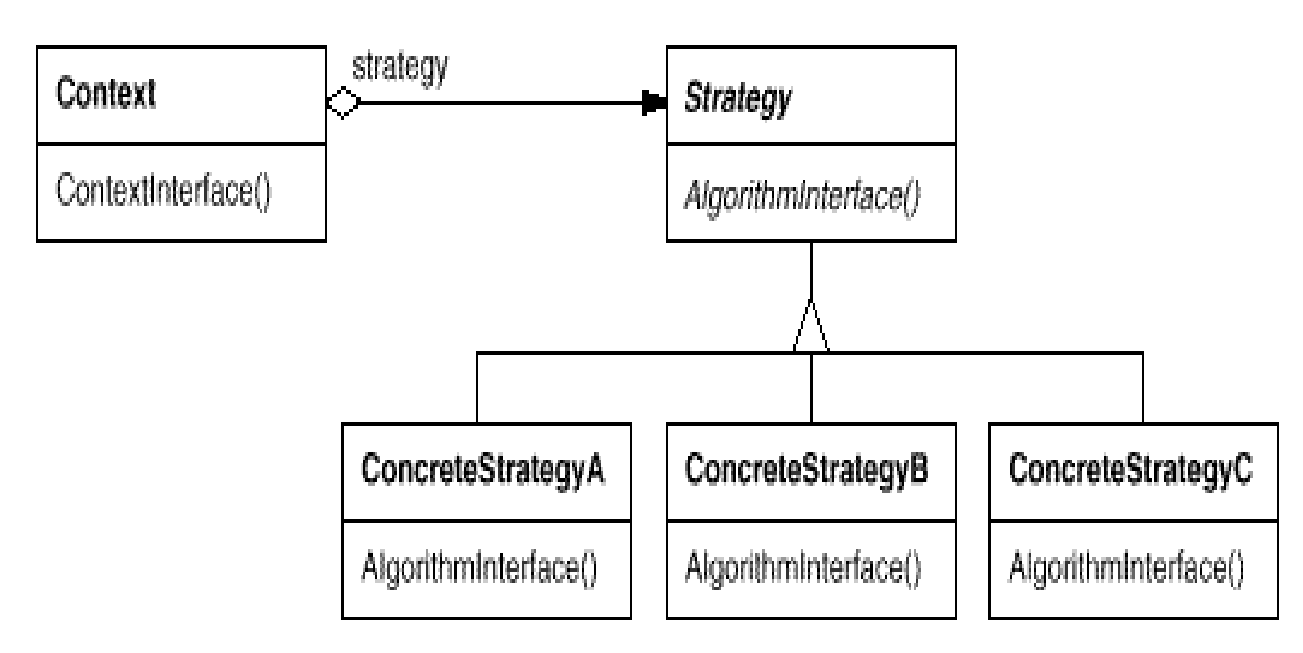 strategy
Context
Strategy
ContextInterface()
AlgorithmInterface()
ConcreteStrategyA
ConcreteStrategyB
ConcreteStrategyC
AlgorithmInterface()
AlgorithmInterface()
AlgorithmInterface()